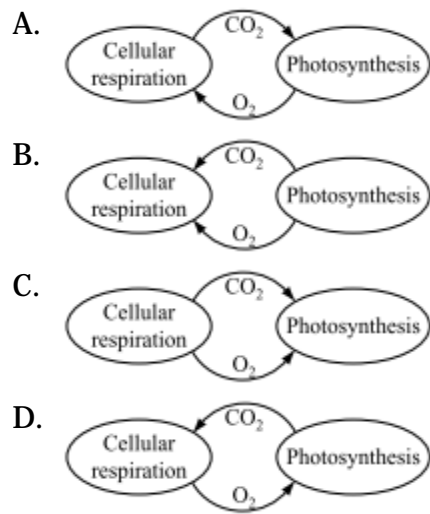 A.
CO₂
Cellular
respiration
Photosynthesis
O₂
B.
CO₂
Cellular
respiration
Photosynthesis
O₂
C.
CO₂
Cellular
respiration
Photosynthesis
O₂
D.
CO₂
Cellular
respiration
Photosynthesis
O₂